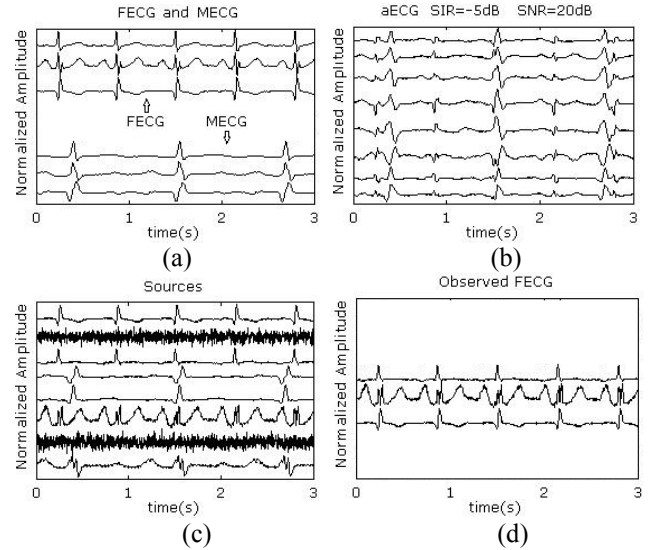 FECG and MECG
Normalized Amplitude
FECG
MECG
0 1 2 3
time(s)
(a)
aECG SIR=-5dB SNR=20dB
Normalized Amplitude
0 1 2 3
time(s)
(b)
Sources
Normalized Amplitude
0 1 2 3
time(s)
(c)
Observed FECG
Normalized Amplitude
0 1 2 3
time(s)
(d)